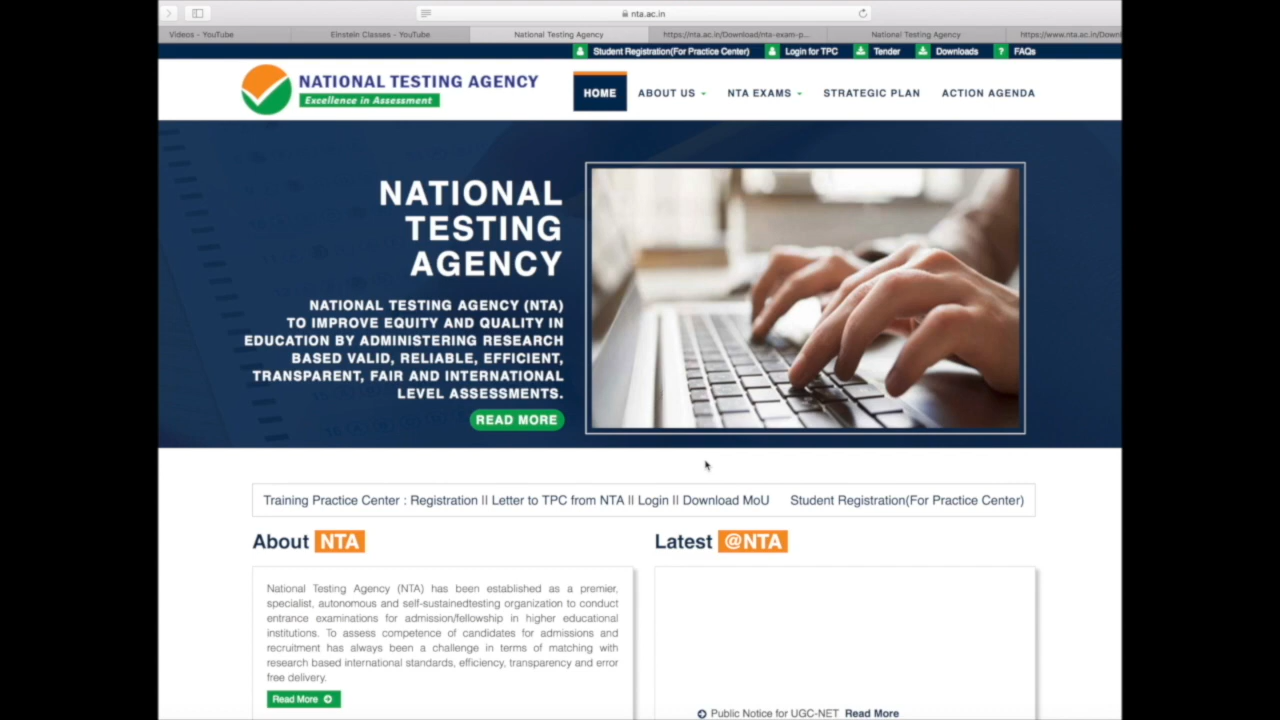 nta.ac.in
Videos - YouTube
Einstein Classes - YouTube
National Testing Agency
https://nta.ac.in/Download/nta-exam-p...
National Testing Agency
https://www.nta.ac.in/Downl
Student Registration(For Practice Center)
Login for TPC
Tender
Downloads
? FAQs
NATIONAL TESTING AGENCY
Excellence in Assessment
HOME
ABOUT US
NTA EXAMS
STRATEGIC PLAN
ACTION AGENDA
NATIONAL
TESTING
AGENCY
NATIONAL TESTING AGENCY (NTA)
TO IMPROVE EQUITY AND QUALITY IN
EDUCATION BY ADMINISTERING RESEARCH
BASED VALID, RELIABLE, EFFICIENT,
TRANSPARENT, FAIR AND INTERNATIONAL
LEVEL ASSESSMENTS.
READ MORE
Training Practice Center : Registration || Letter to TPC from NTA || Login || Download MoU
Student Registration(For Practice Center)
About NTA
National Testing Agency (NTA) has been established as a premier,
specialist, autonomous and self-sustainedtesting organization to conduct
entrance examinations for admission/fellowship in higher educational
institutions. To assess competence of candidates for admissions and
recruitment has always been a challenge in terms of matching with
research based international standards, efficiency, transparency and error
free delivery.
Read More
Latest @NTA
Public Notice for UGC-NET Read More